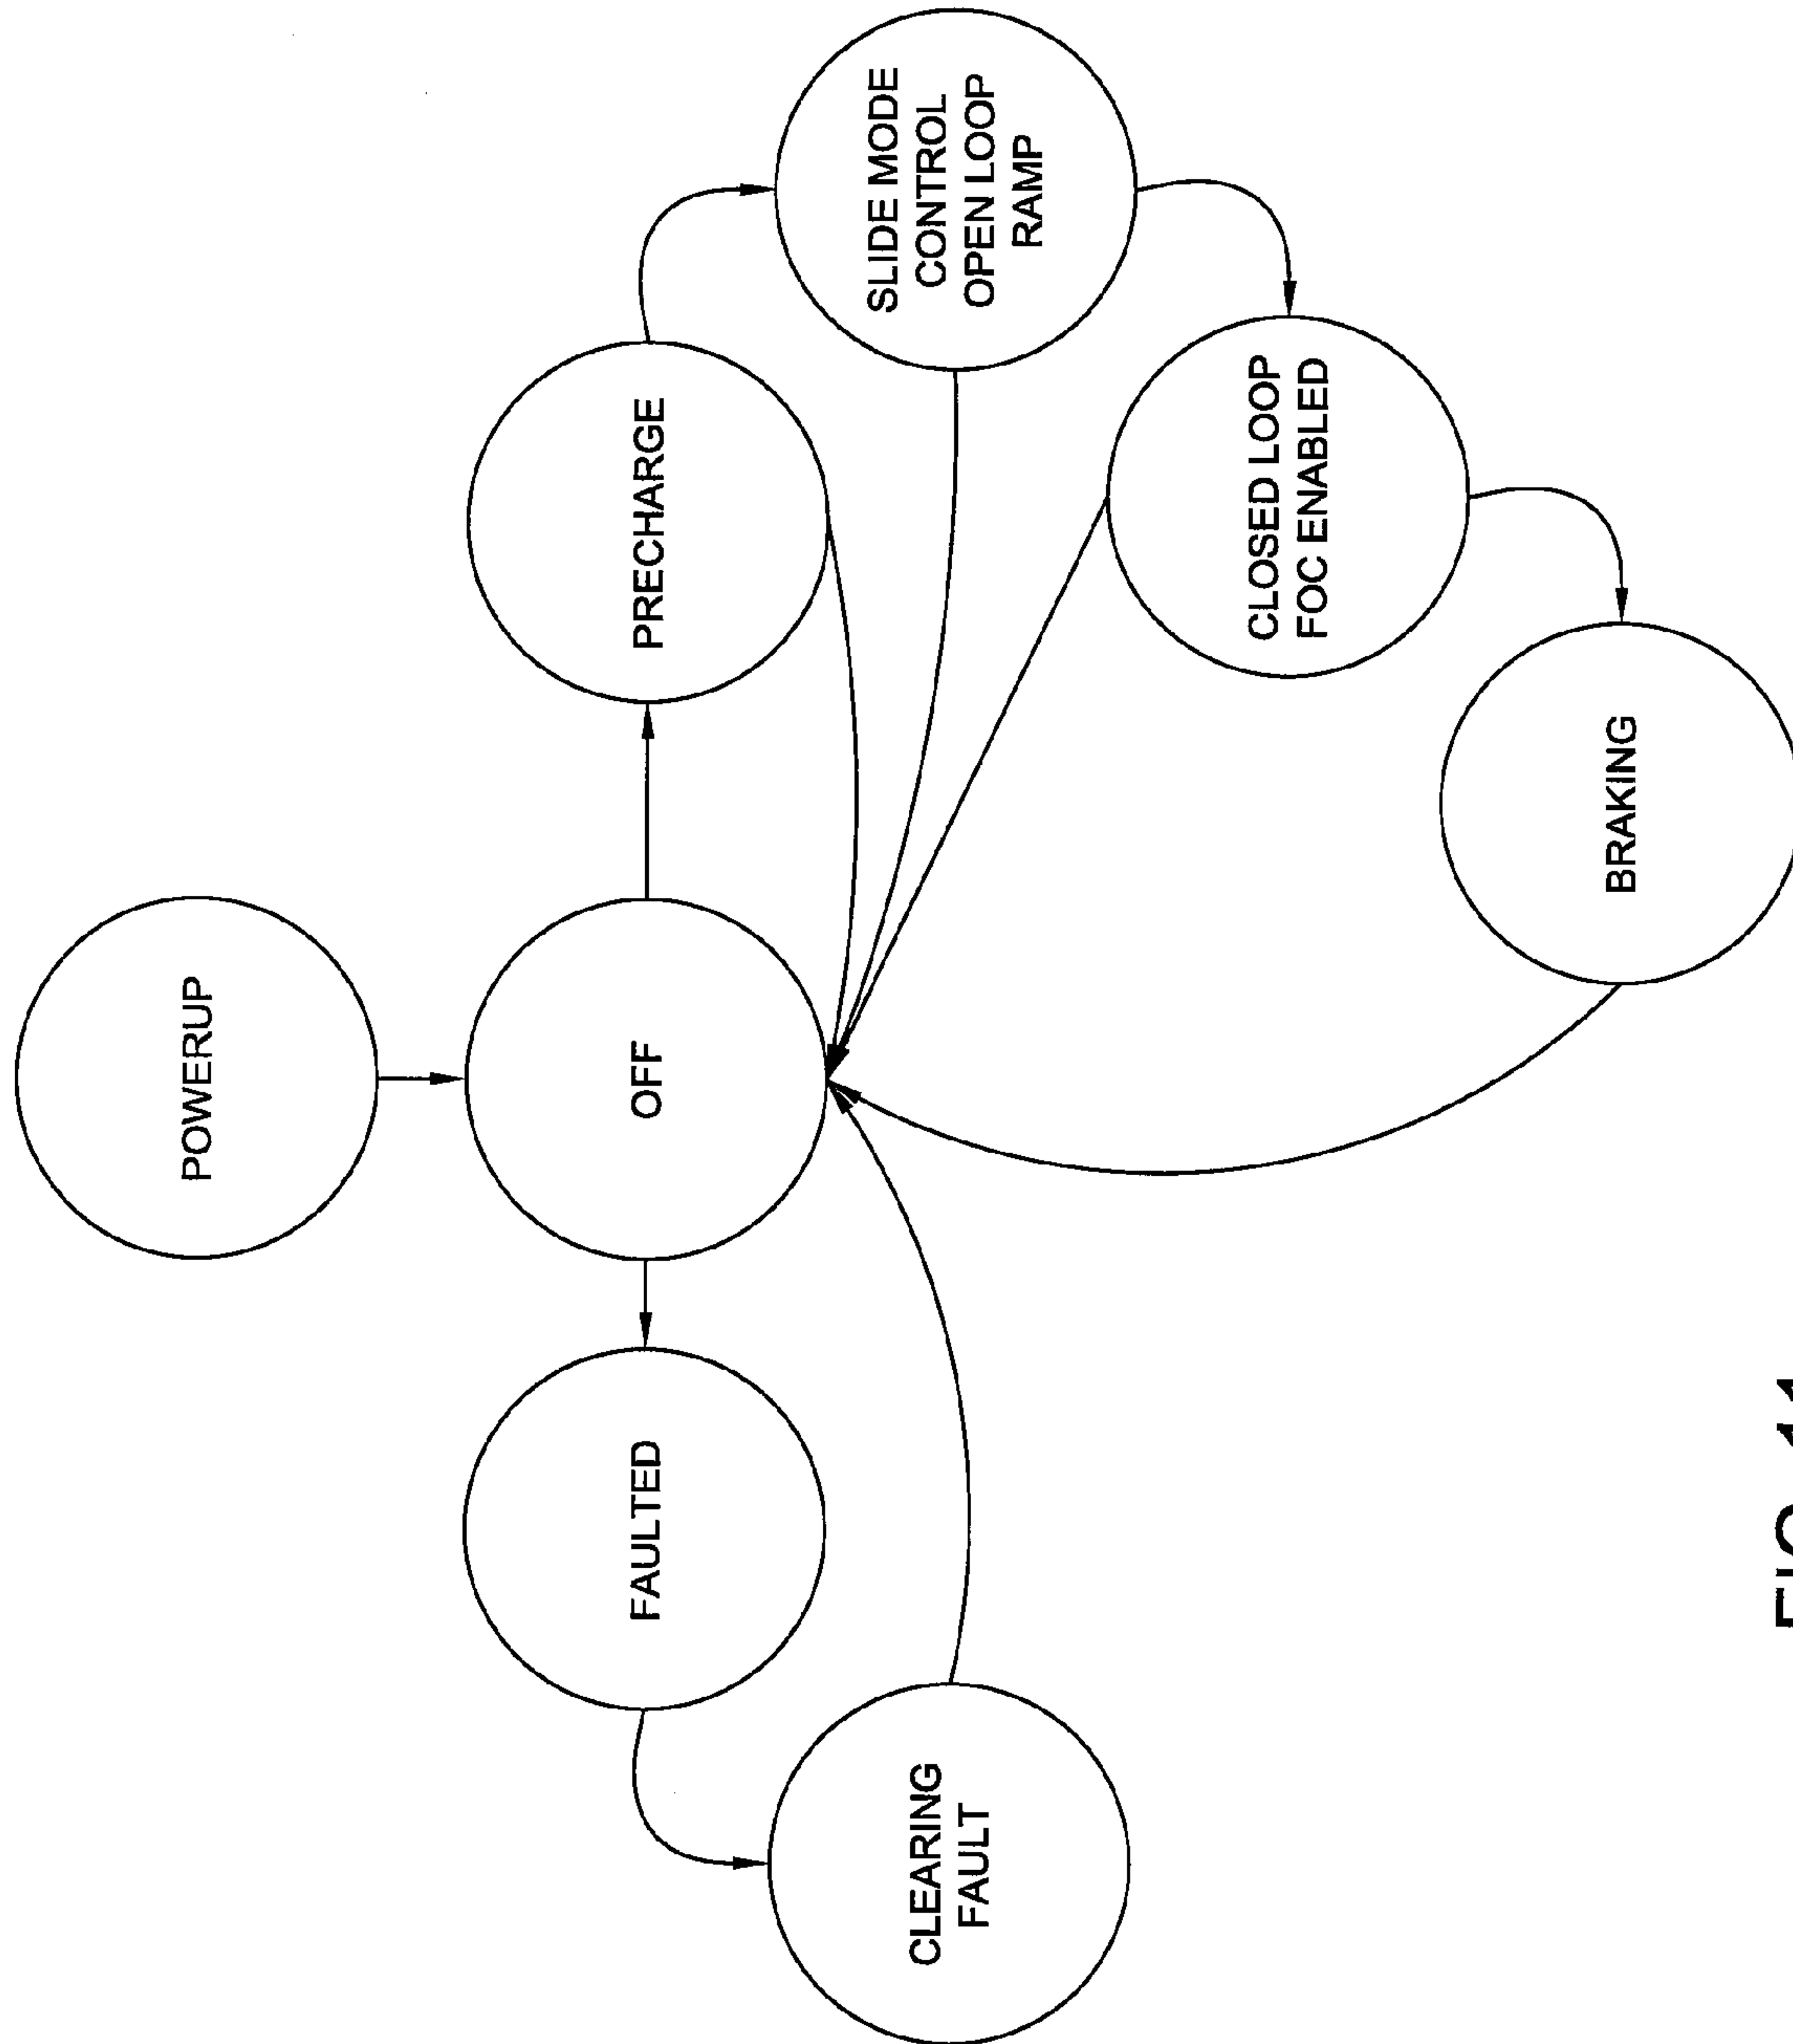 POWERUP
FAULTED
OFF
PRECHARGE
CLEARING
FAULT
SLIDE MODE
CONTROL
OPEN LOOP
RAMP
CLOSED LOOP
FOC ENABLED
BRAKING